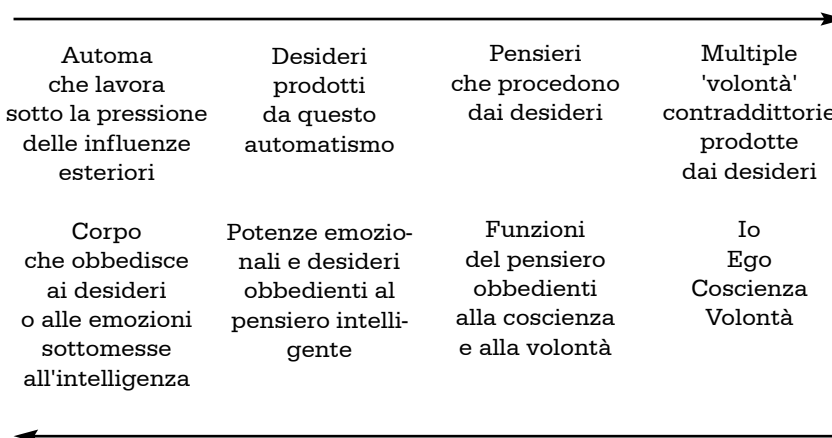 Automa
che lavora
sotto la pressione
delle influenze
esteriori
Desideri
prodotti
da questo
automatismo
Pensieri
che procedono
dai desideri
Multiple
'volontà'
contraddittorie
prodotte
dai desideri
Corpo
che obbedisce
ai desideri
o alle emozioni
sottomesse
all'intelligenza
Potenze emozio-
nali e desideri
obbedienti al
pensiero intelli-
gente
Funzioni
del pensiero
obbedienti
alla coscienza
e alla volontà
Io
Ego
Coscienza
Volontà